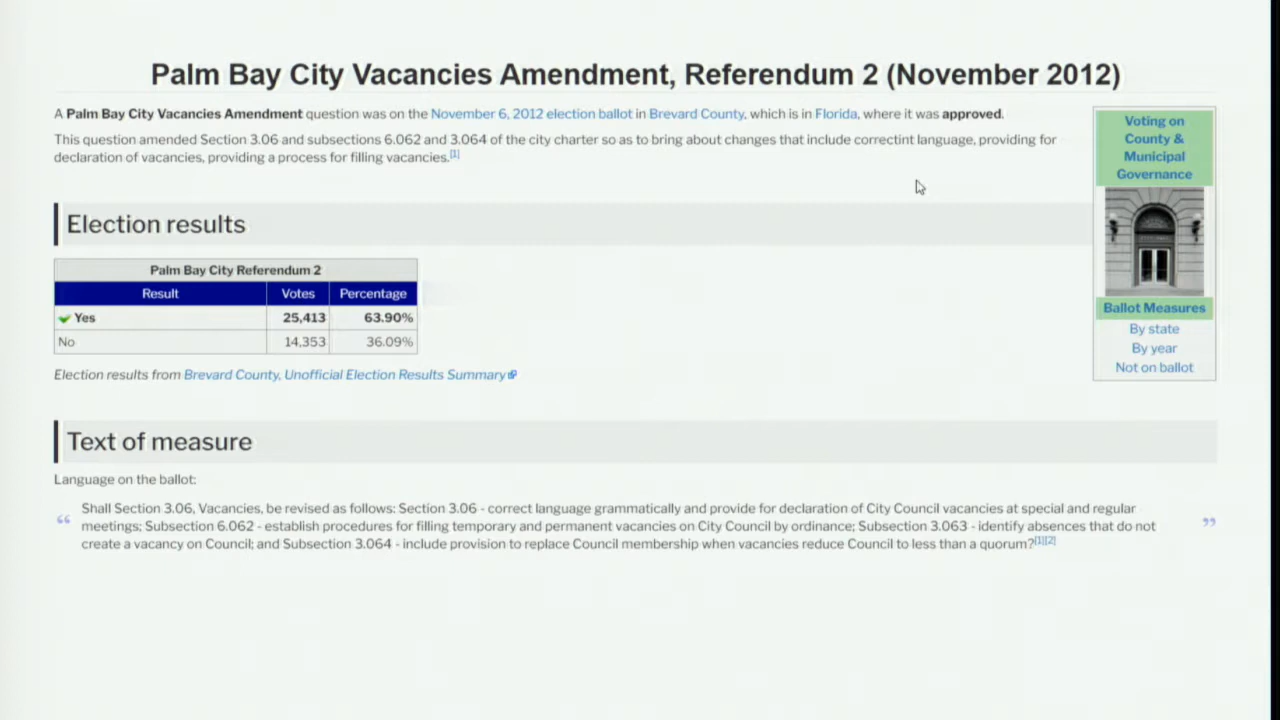 Palm Bay City Vacancies Amendment, Referendum 2 (November 2012)
A Palm Bay City Vacancies Amendment question was on the November 6, 2012 election ballot in Brevard County, which is in Florida, where it was approved.
This question amended Section 3.06 and subsections 6.062 and 3.064 of the city charter so as to bring about changes that include correctint language, providing for
declaration of vacancies, providing a process for filling vacancies.[1]
Voting on
County &
Municipal
Governance
Ballot Measures
By state
By year
Not on ballot
Election results
Palm Bay City Referendum 2
Result Votes Percentage
Yes 25,413 63.90%
No 14,353 36.09%
Election results from Brevard County, Unofficial Election Results Summary
Text of measure
Language on the ballot:
“ Shall Section 3.06, Vacancies, be revised as follows: Section 3.06 - correct language grammatically and provide for declaration of City Council vacancies at special and regular
meetings; Subsection 6.062 - establish procedures for filling temporary and permanent vacancies on City Council by ordinance; Subsection 3.063 - identify absences that do not
create a vacancy on Council; and Subsection 3.064 - include provision to replace Council membership when vacancies reduce Council to less than a quorum?[1][2] ”